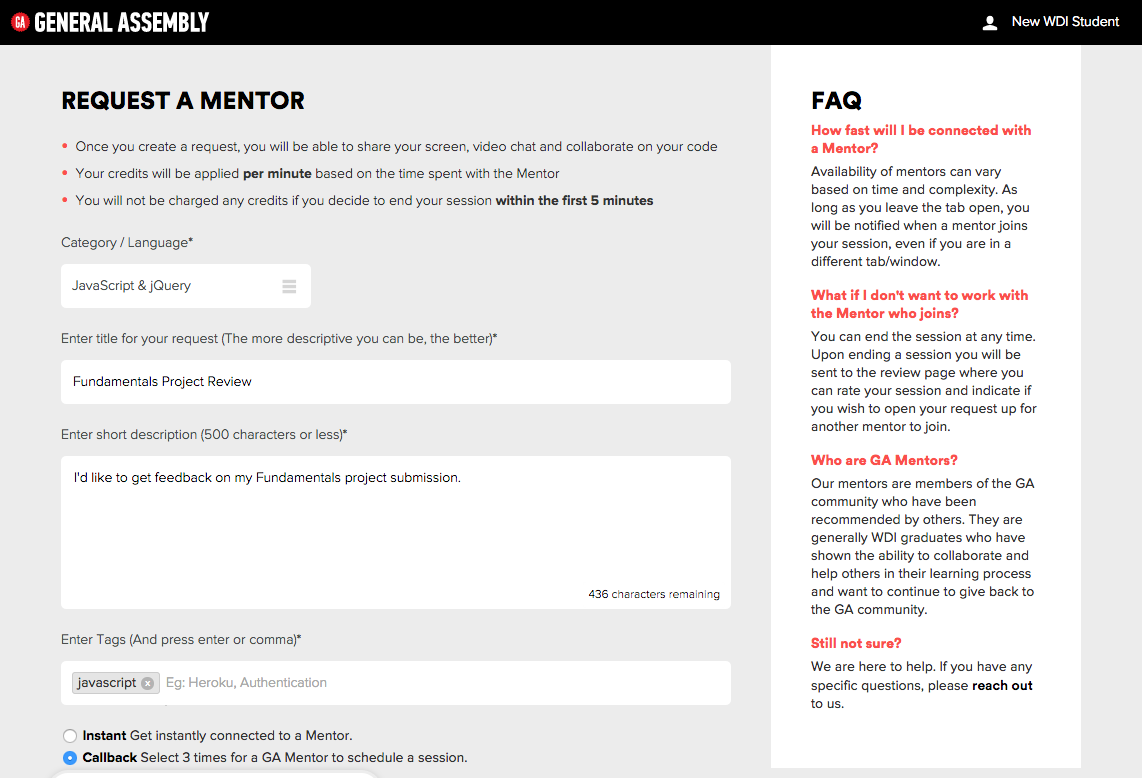 GA GENERAL ASSEMBLY
New WDI Student
REQUEST A MENTOR
• Once you create a request, you will be able to share your screen, video chat and collaborate on your code
• Your credits will be applied per minute based on the time spent with the Mentor
• You will not be charged any credits if you decide to end your session within the first 5 minutes
Category / Language*
JavaScript & jQuery
Enter title for your request (The more descriptive you can be, the better)*
Fundamentals Project Review
Enter short description (500 characters or less)*
I'd like to get feedback on my Fundamentals project submission.
436 characters remaining
Enter Tags (And press enter or comma)*
javascript Eg: Heroku, Authentication
Instant Get instantly connected to a Mentor.
Callback Select 3 times for a GA Mentor to schedule a session.
FAQ
How fast will I be connected with
a Mentor?
Availability of mentors can vary
based on time and complexity. As
long as you leave the tab open, you
will be notified when a mentor joins
your session, even if you are in a
different tab/window.
What if I don't want to work with
the Mentor who joins?
You can end the session at any time.
Upon ending a session you will be
sent to the review page where you
can rate your session and indicate if
you wish to open your request up for
another mentor to join.
Who are GA Mentors?
Our mentors are members of the GA
community who have been
recommended by others. They are
generally WDI graduates who have
shown the ability to collaborate and
help others in their learning process
and want to continue to give back to
the GA community.
Still not sure?
We are here to help. If you have any
specific questions, please reach out
to us.